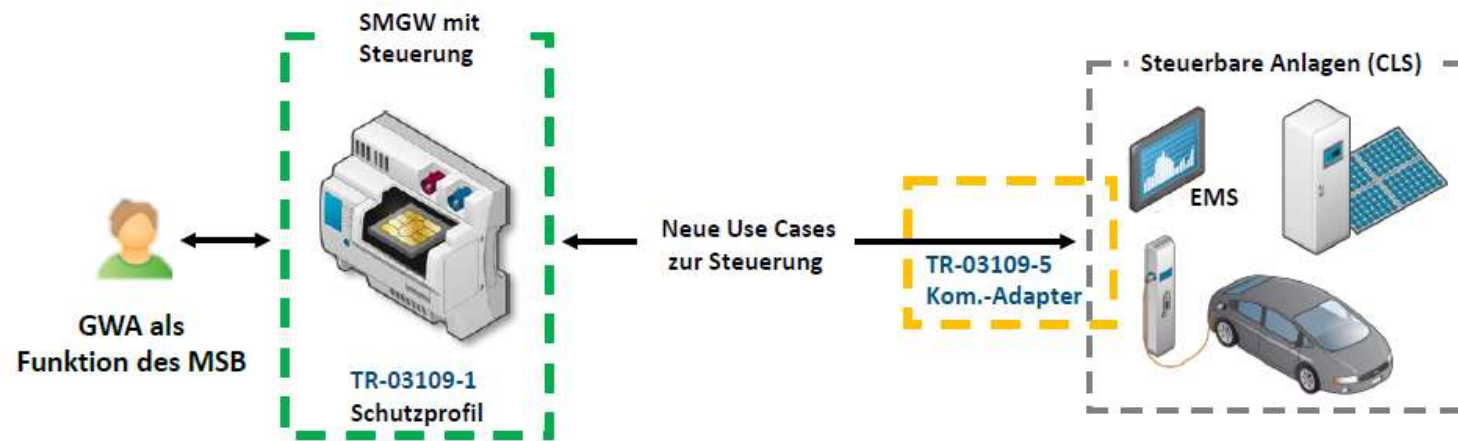 SMGW mit
Steuerung
GWA als
Funktion des MSB
TR-03109-1
Schutzprofil
Neue Use Cases
zur Steuerung
TR-03109-5
Kom.-Adapter
Steuerbare Anlagen (CLS)
EMS